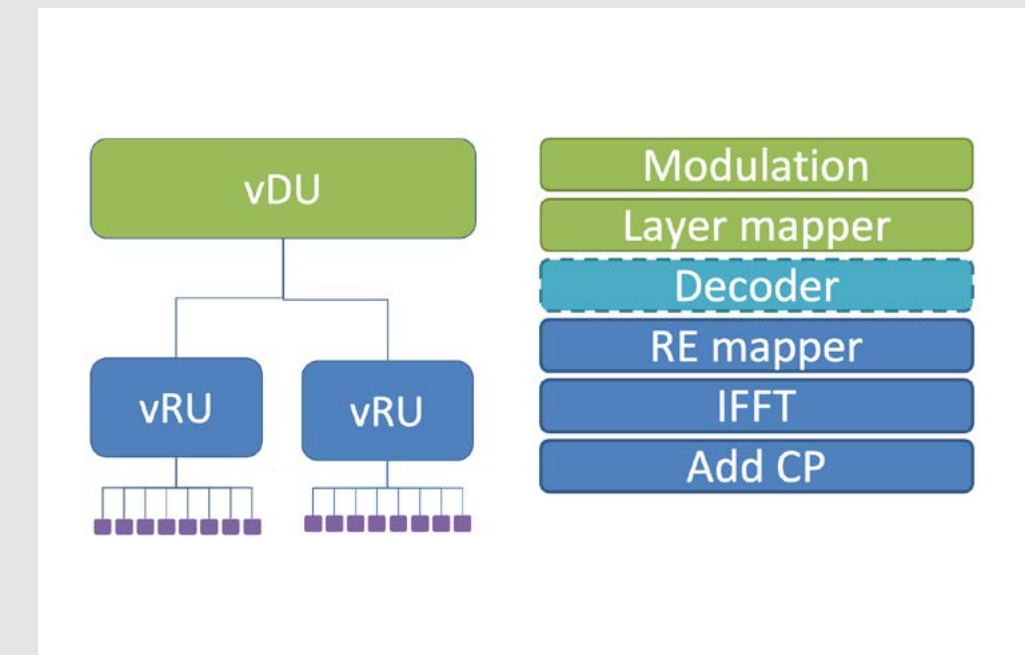 vDU
vRU
vRU
Modulation
Layer mapper
Decoder
RE mapper
IFFT
Add CP